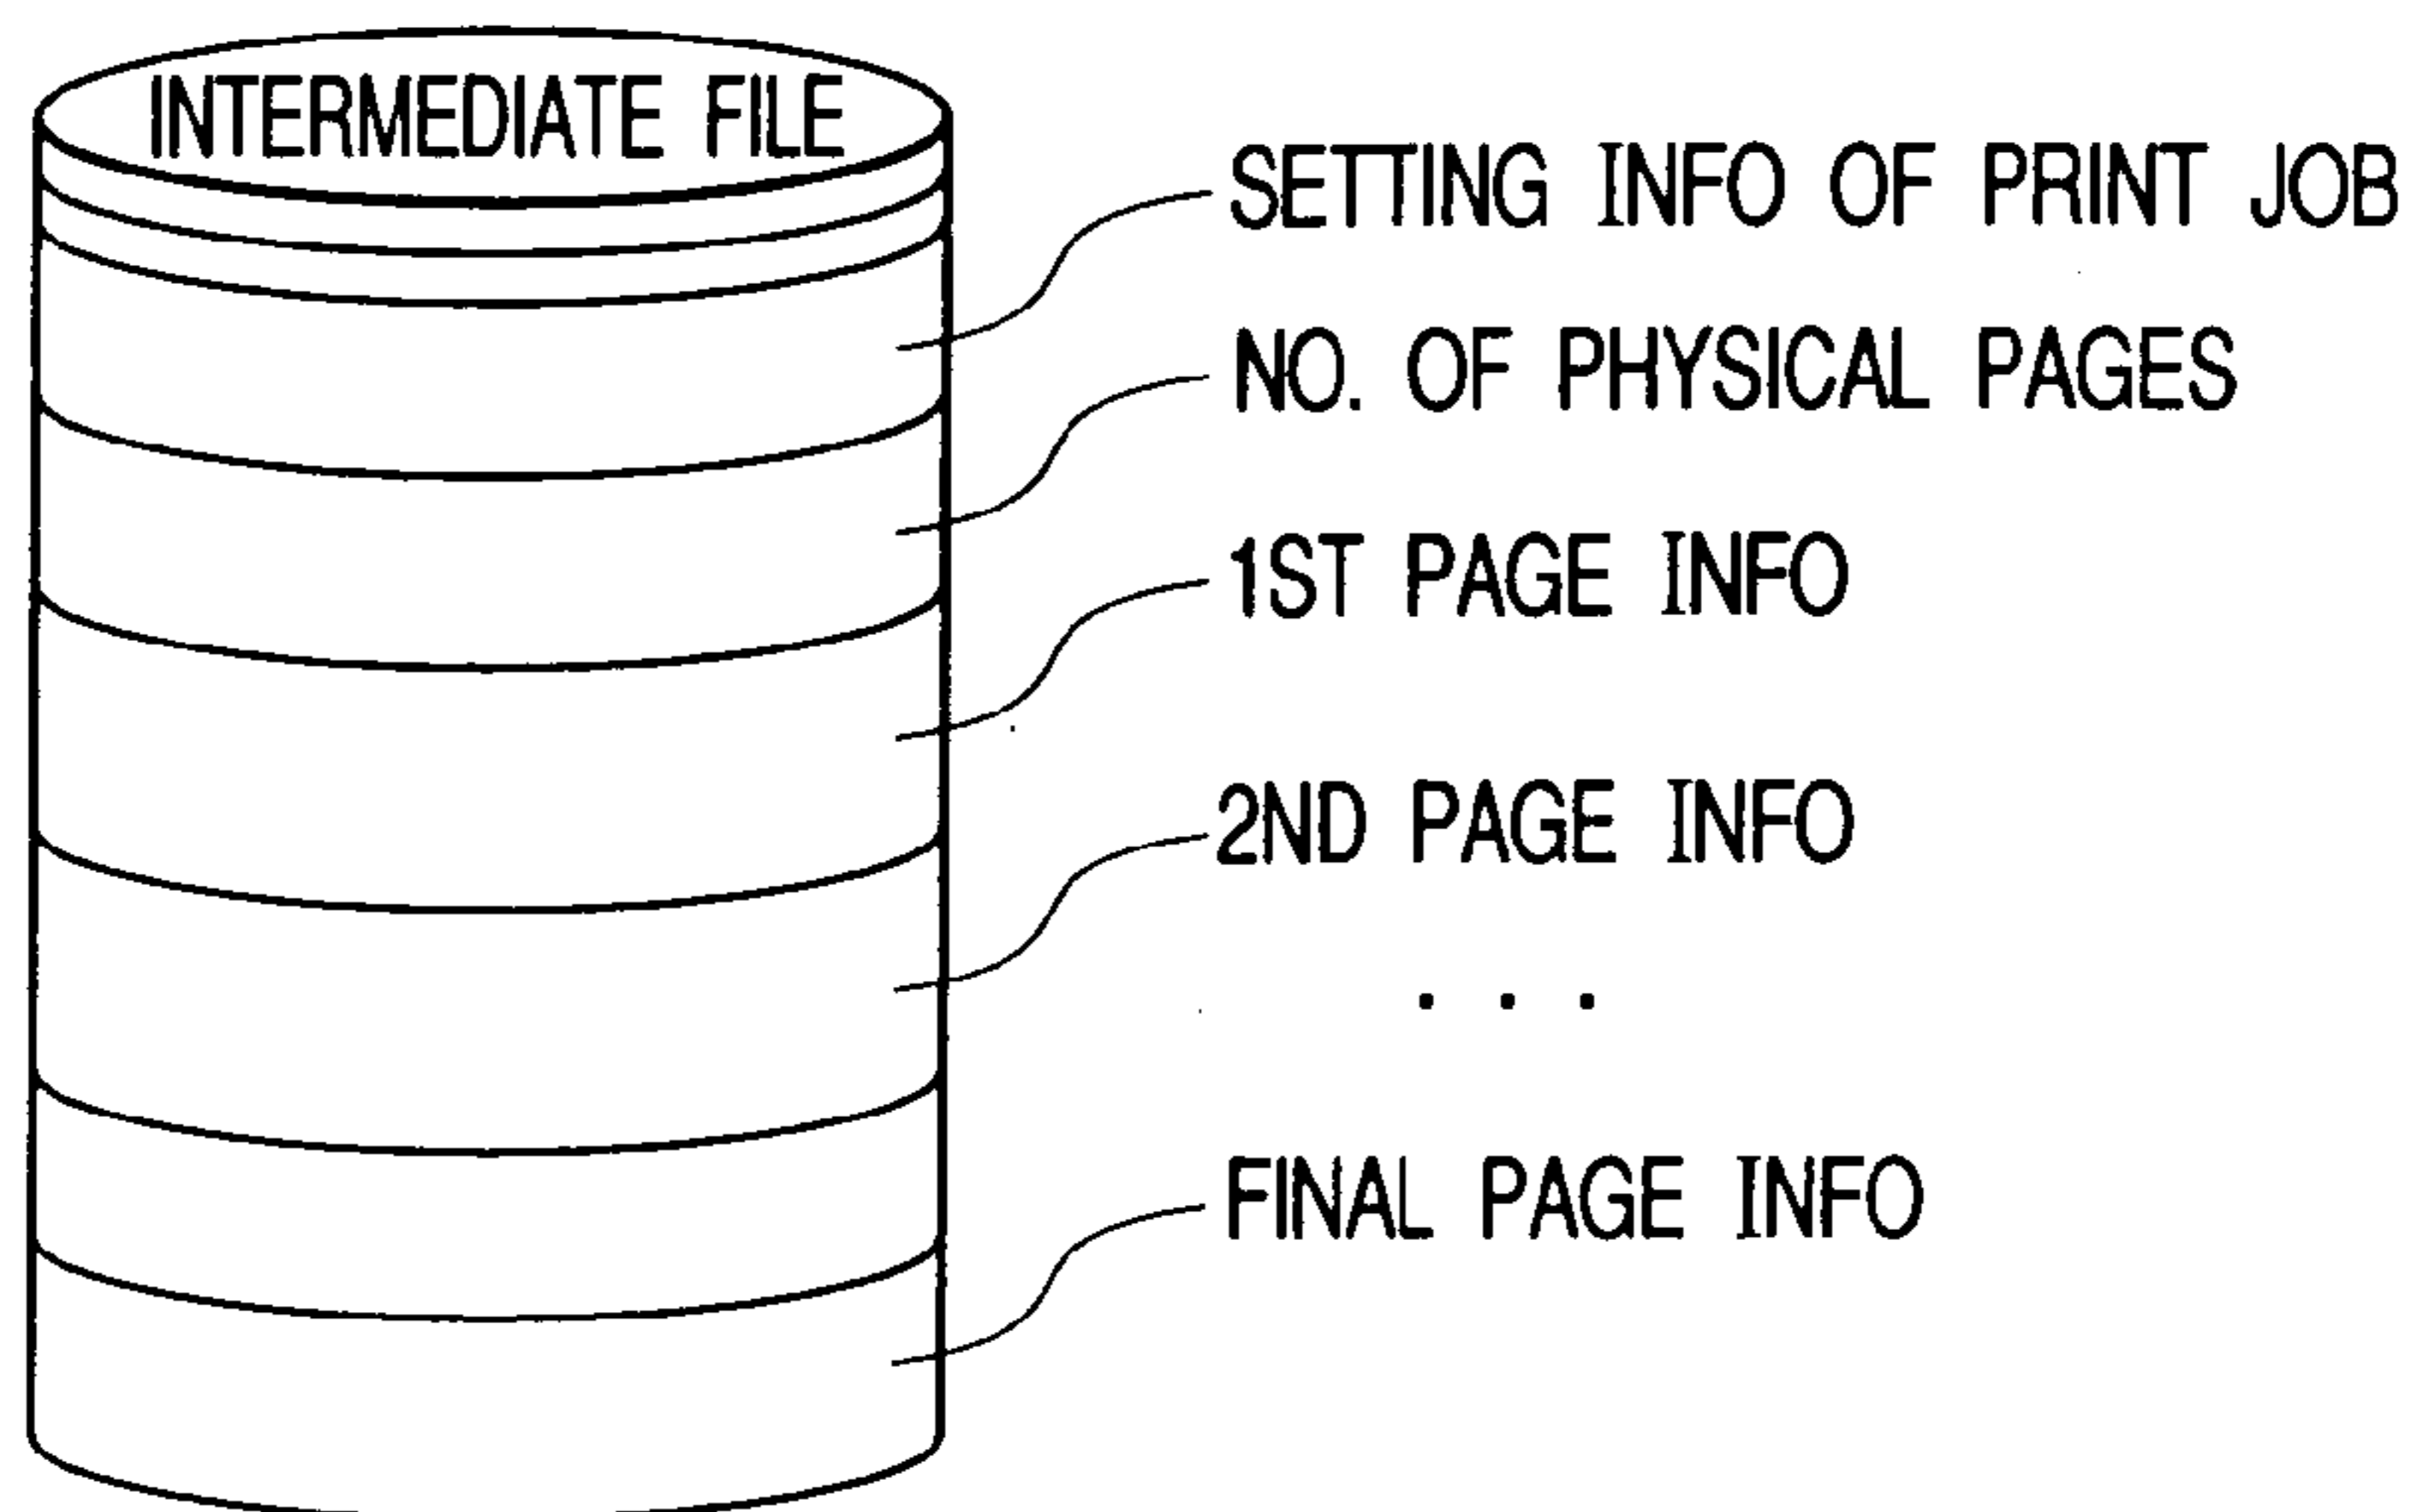 INTERMEDIATE FILE
SETTING INFO OF PRINT JOB
NO. OF PHYSICAL PAGES
1ST PAGE INFO
2ND PAGE INFO
. . .
FINAL PAGE INFO